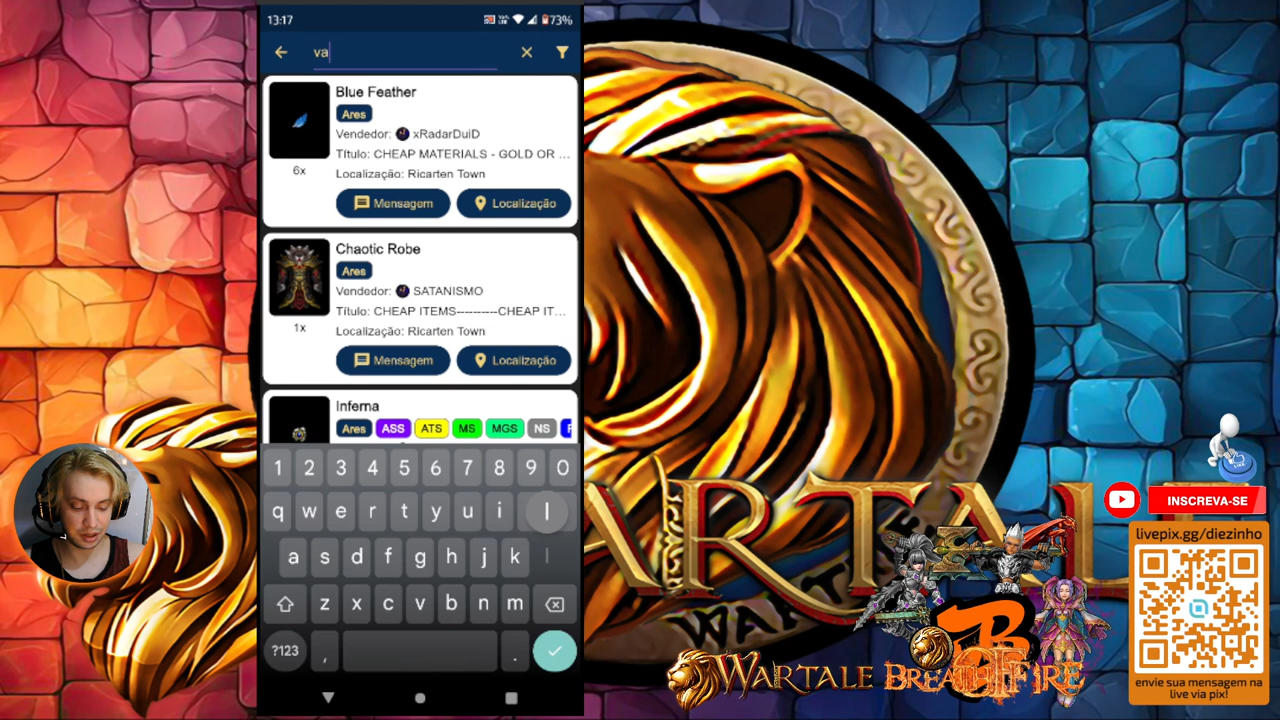 13:17
73%
va
Blue Feather
Ares
Vendedor: xRadarDuiD
Título: CHEAP MATERIALS - GOLD OR ...
6x
Localização: Ricarten Town
Mensagem
Localização
Chaotic Robe
Ares
Vendedor: SATANISMO
Título: CHEAP ITEMS----------CHEAP IT...
1x
Localização: Ricarten Town
Mensagem
Localização
Inferna
Ares ASS ATS MS MGS NS
1 2 3 4 5 6 7 8 9 0
q w e r t y u i
a s d f g h j k l
z x c v b n m
?123 , .
INSCREVA-SE
livepix.gg/diezinho
envie sua mensagem na
live via pix!
WARTALE
BREATH OF FIRE